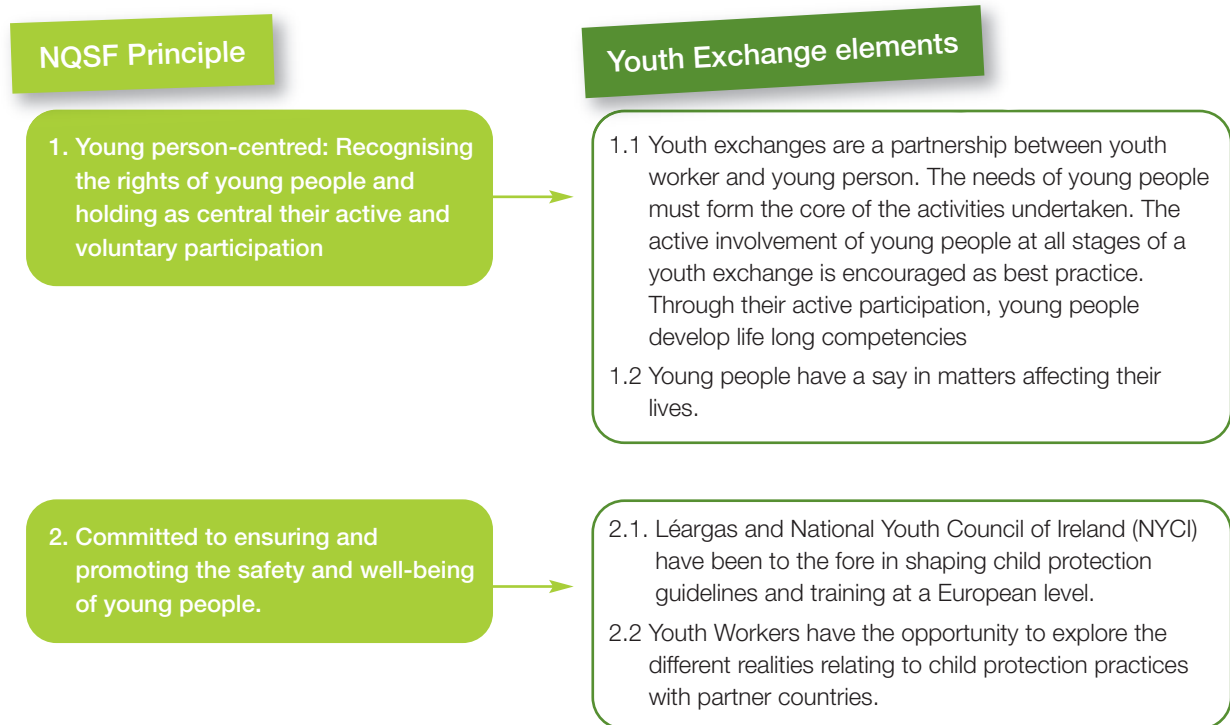 NQSF Principle
Youth Exchange elements
1. Young person-centred: Recognising
the rights of young people and
holding as central their active and
voluntary participation
1.1 Youth exchanges are a partnership between youth
worker and young person. The needs of young people
must form the core of the activities undertaken. The
active involvement of young people at all stages of a
youth exchange is encouraged as best practice.
Through their active participation, young people
develop life long competencies
1.2 Young people have a say in matters affecting their
lives.
2. Committed to ensuring and
promoting the safety and well-being
of young people.
2.1. Léargas and National Youth Council of Ireland (NYCI)
have been to the fore in shaping child protection
guidelines and training at a European level.
2.2 Youth Workers have the opportunity to explore the
different realities relating to child protection practices
with partner countries.